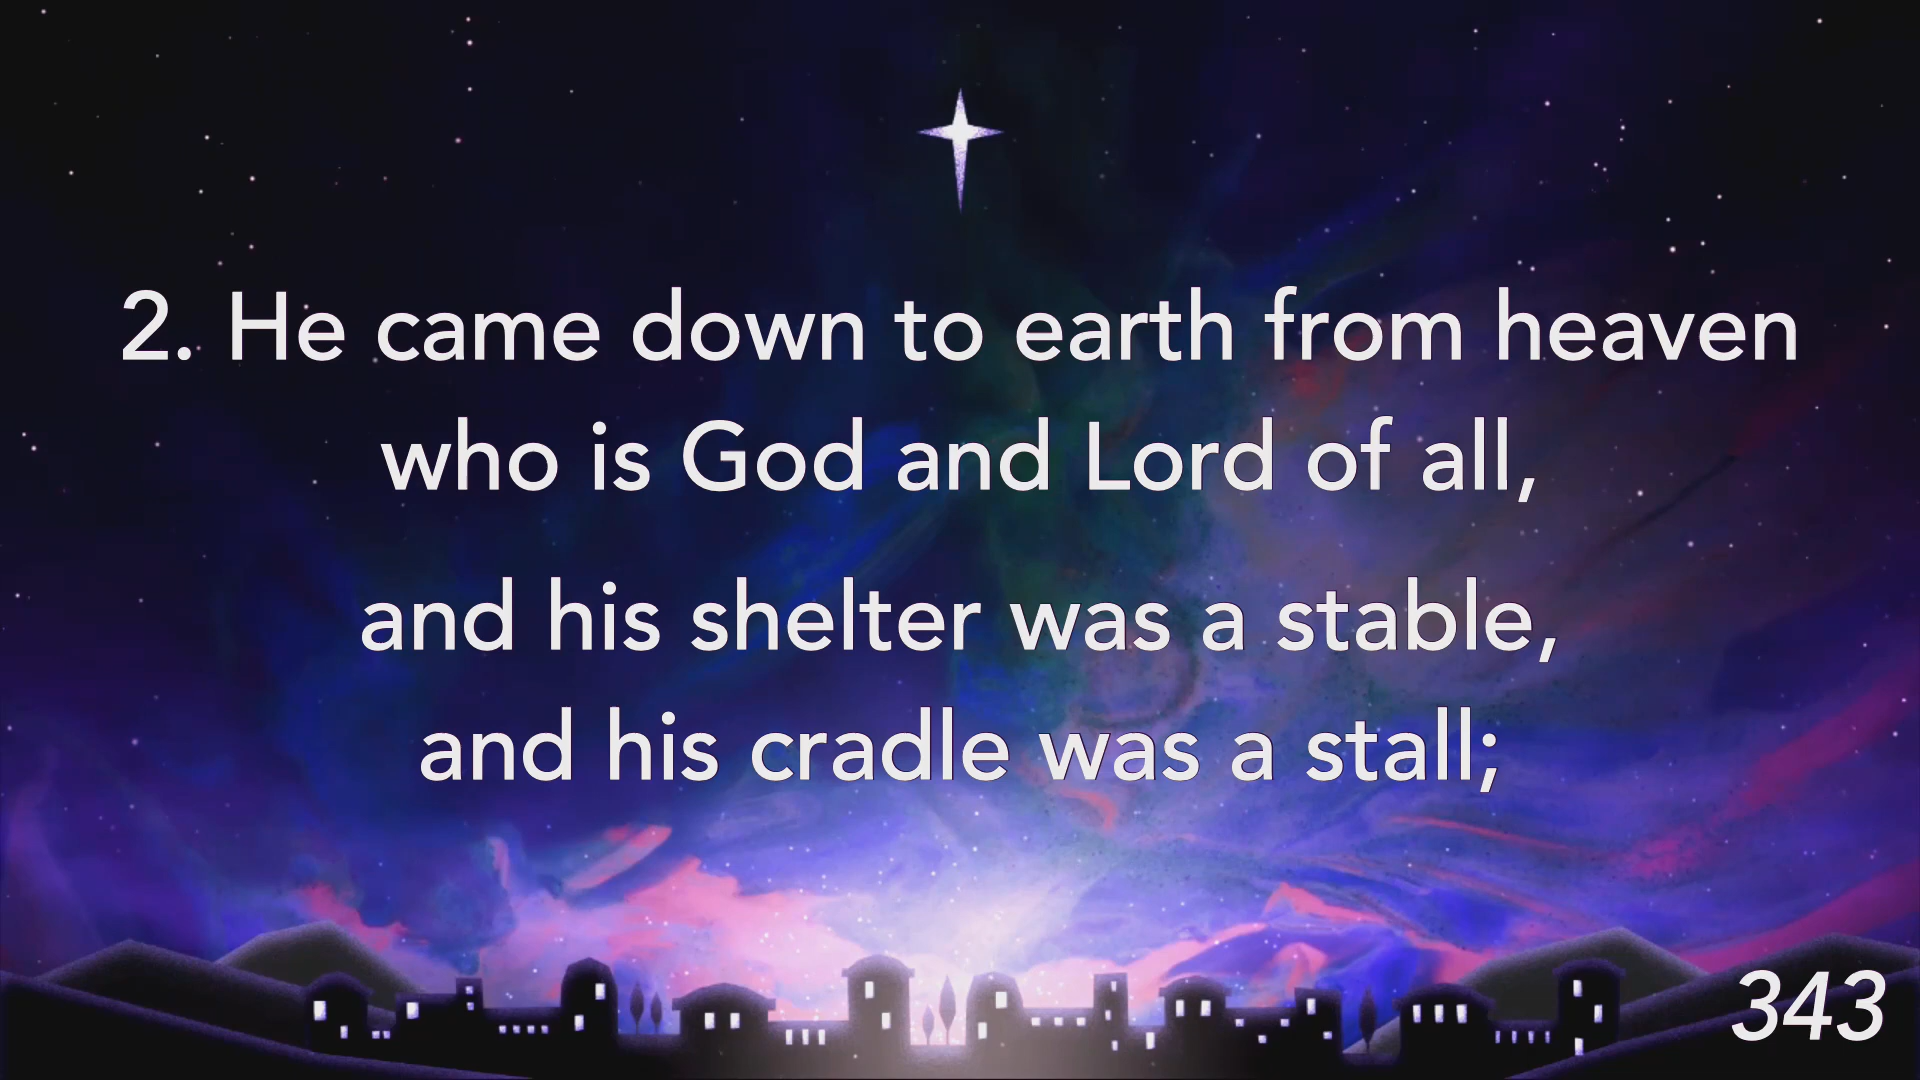 2. He came down to earth from heaven
who is God and Lord of all,
and his shelter was a stable,
and his cradle was a stall;
343